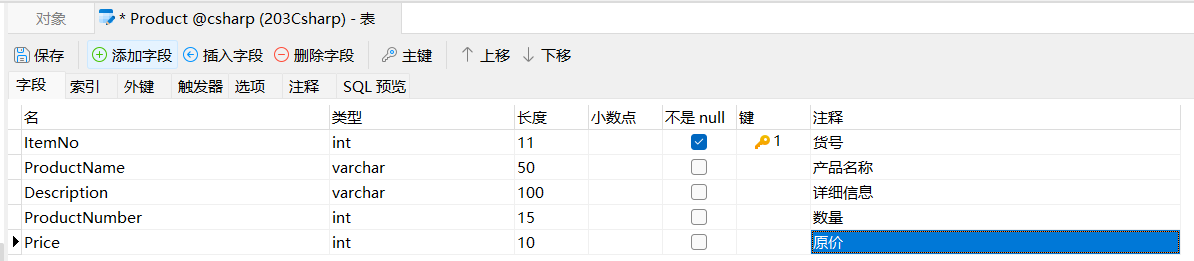 对象 * Product @csharp (203Csharp) - 表
保存 添加字段 插入字段 删除字段 主键 上移 下移
字段 索引 外键 触发器 选项 注释 SQL 预览
名 类型 长度 小数点 不是 null 键 注释
ItemNo int 11 1 货号
ProductName varchar 50 产品名称
Description varchar 100 详细信息
ProductNumber int 15 数量
Price int 10 原价